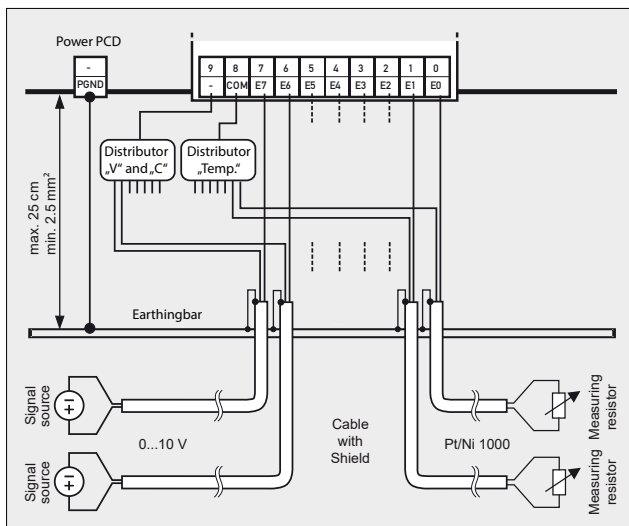 Power PCD
-
PGND
9 8 7 6 5 4 3 2 1 0
- COM E7 E6 E5 E4 E3 E2 E1 E0
Distributor
„V“ and „C“
Distributor
„Temp.“
max. 25 cm
min. 2.5 mm²
Earthingbar
Signal
source
0...10 V
Signal
source
Cable
with
Shield
Pt/Ni 1000
Measuring
resistor
Measuring
resistor